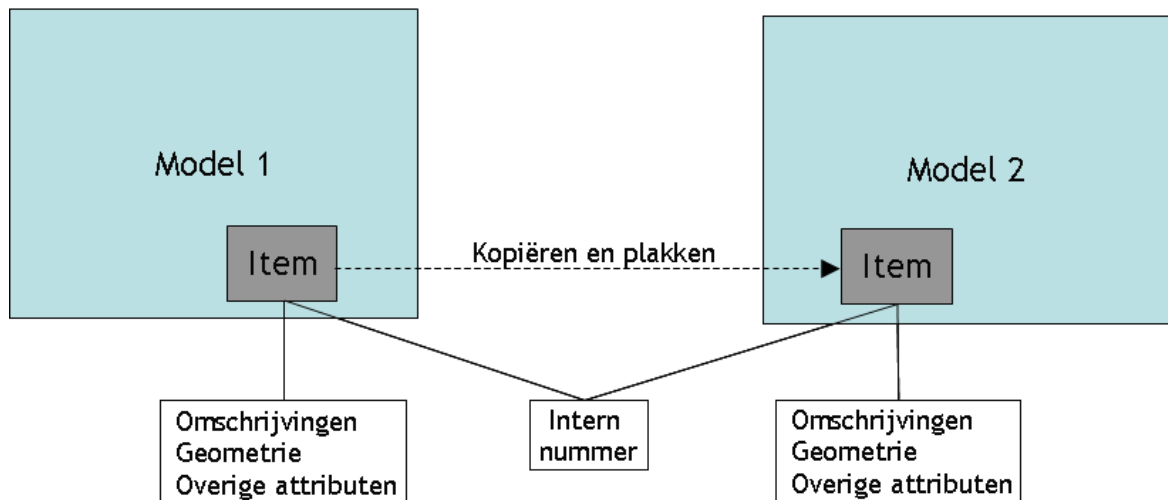 Model 1
Model 2
Item
Kopiëren en plakken
Item
Omschrijvingen
Geometrie
Overige attributen
Intern
nummer
Omschrijvingen
Geometrie
Overige attributen